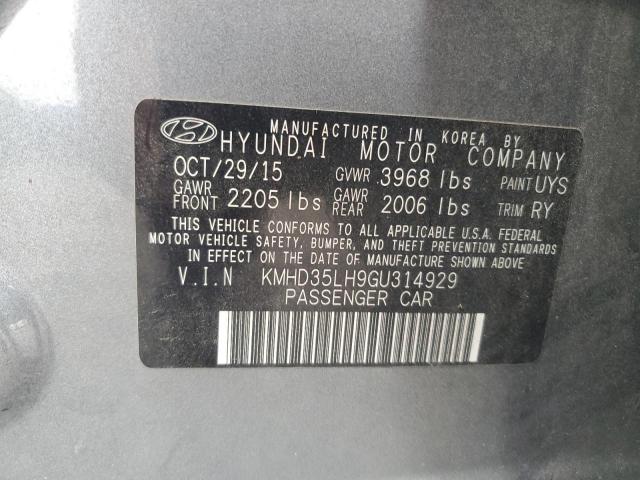 MANUFACTURED IN KOREA BY
HYUNDAI MOTOR COMPANY
OCT/29/15 GVWR 3968 lbs PAINT UYS
GAWR FRONT 2205 lbs GAWR REAR 2006 lbs TRIM RY
THIS VEHICLE CONFORMS TO ALL APPLICABLE U.S.A. FEDERAL
MOTOR VEHICLE SAFETY, BUMPER, AND THEFT PREVENTION STANDARDS
IN EFFECT ON THE DATE OF MANUFACTURE SHOWN ABOVE
V.I.N KMHD35LH9GU314929
PASSENGER CAR